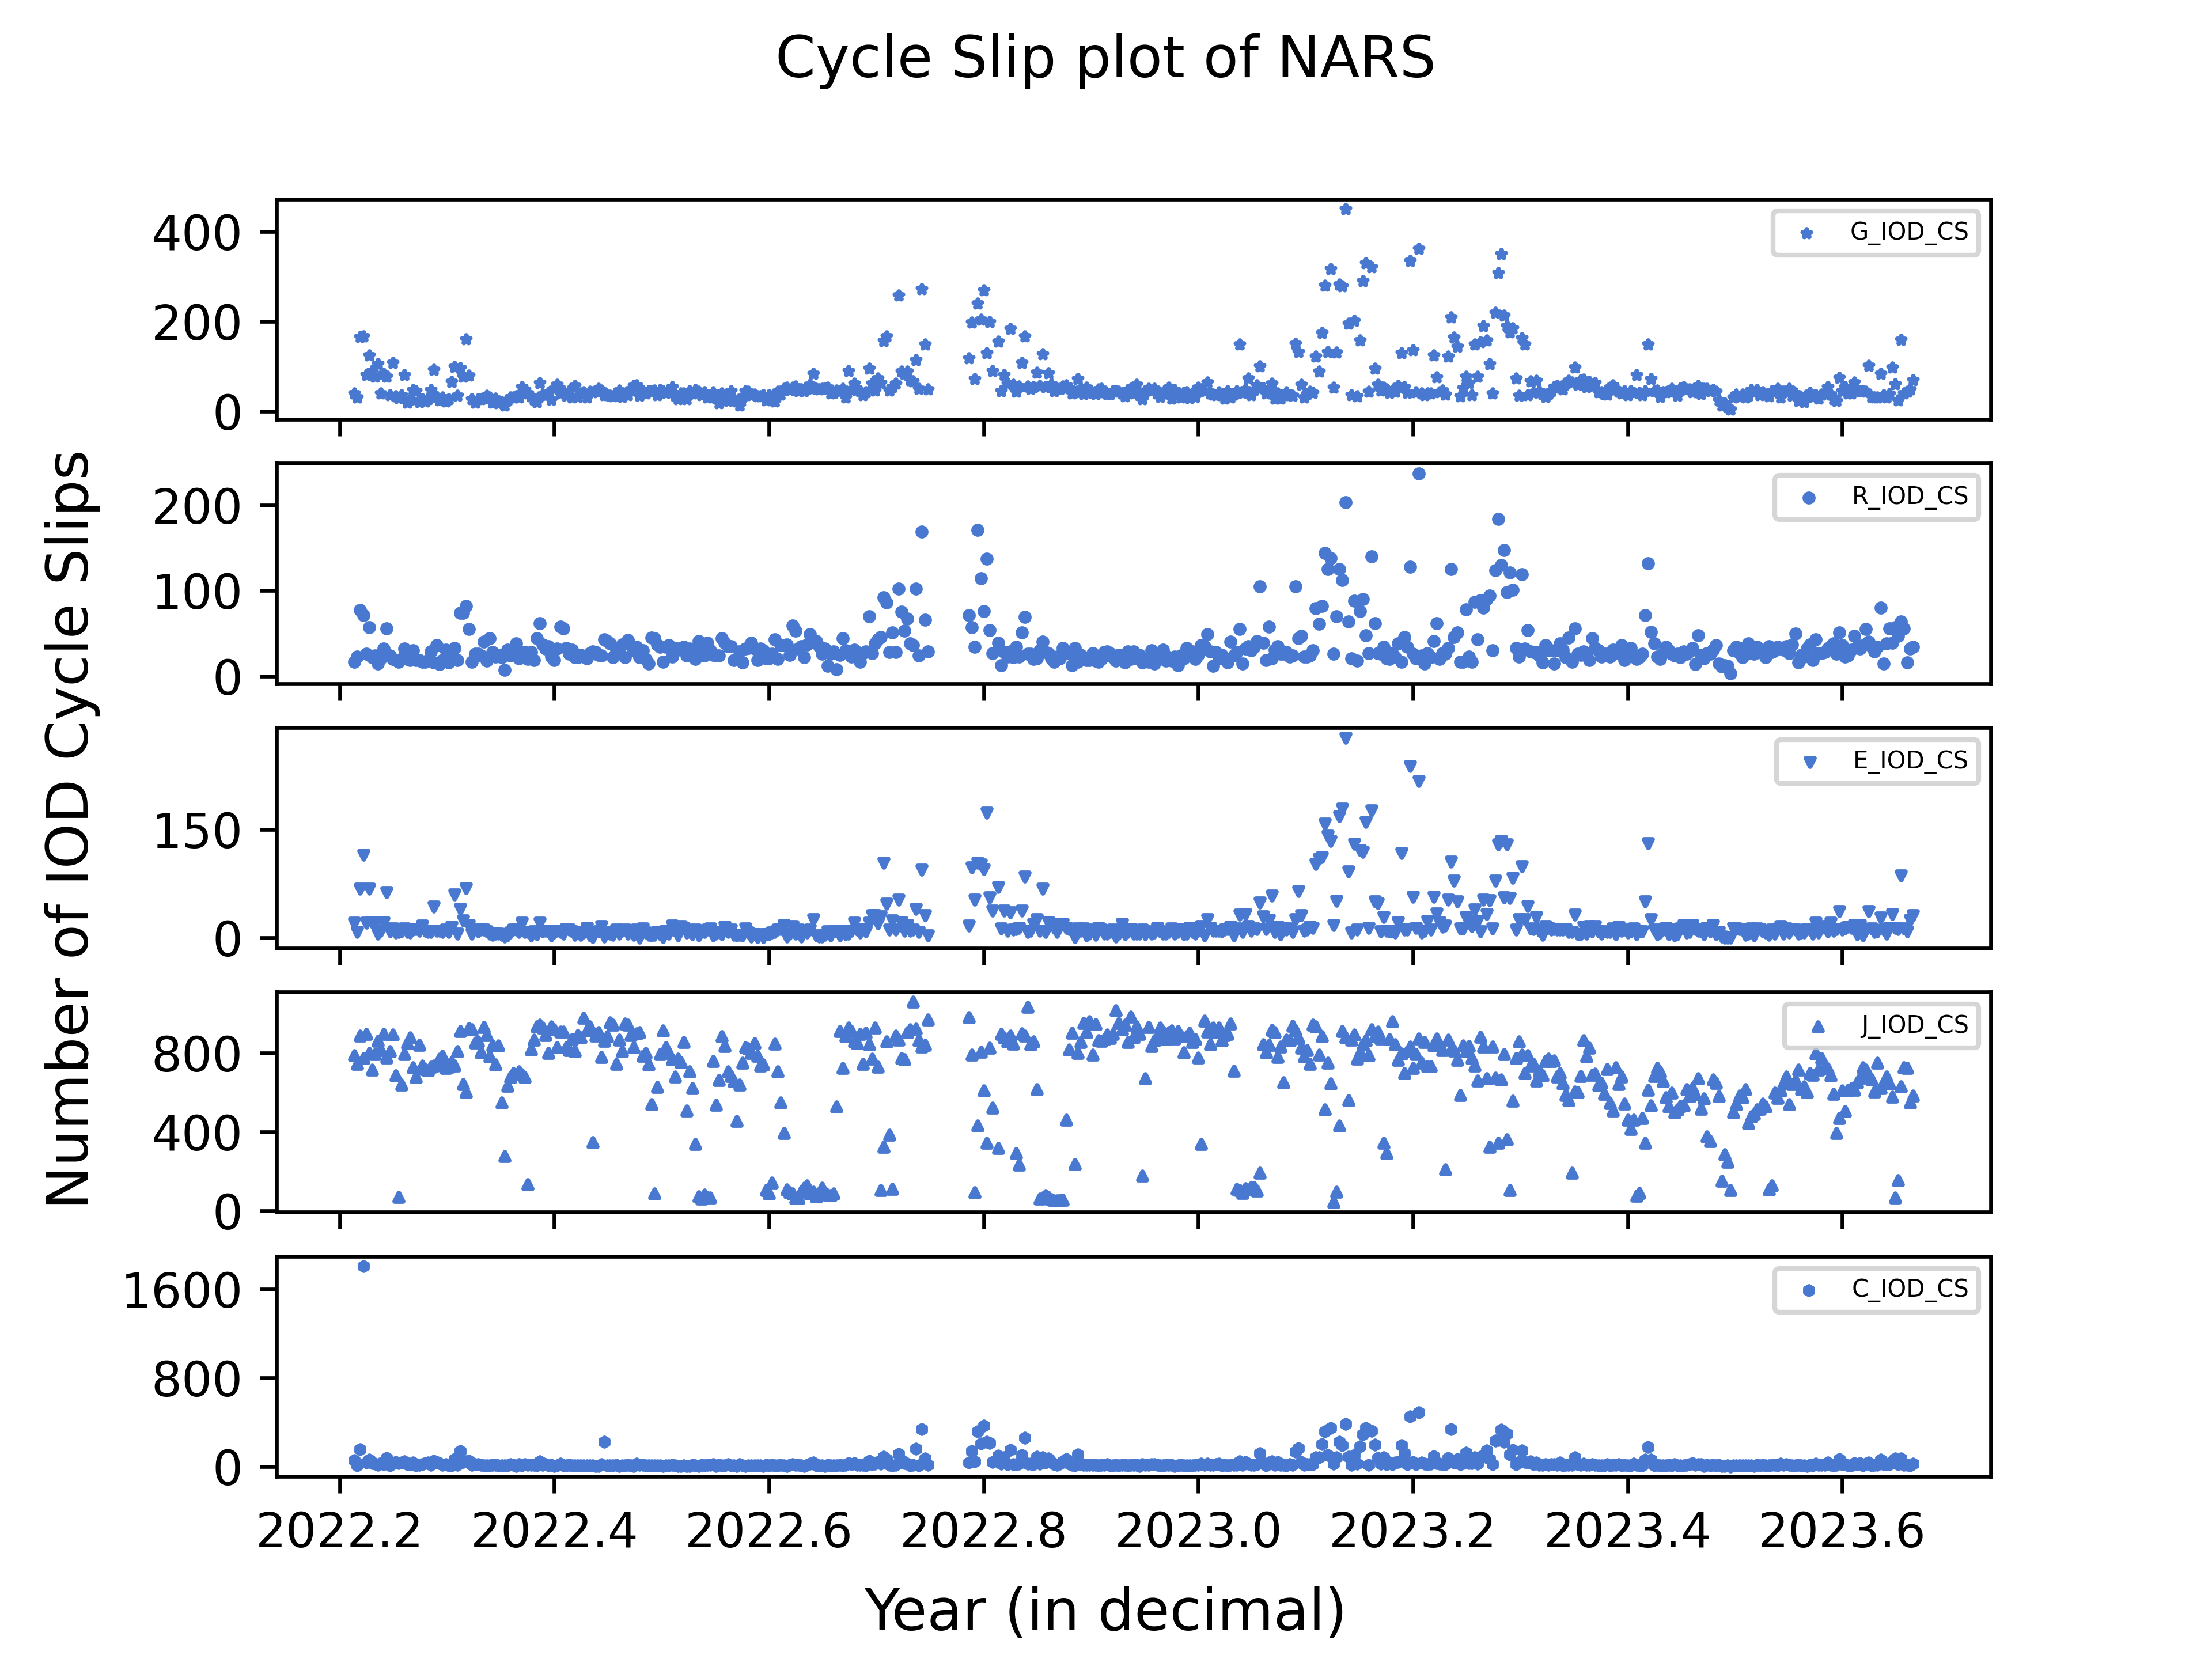 Cycle Slip plot of NARS
Number of IOD Cycle Slips
400
200
0
G_IOD_CS
200
100
0
R_IOD_CS
150
0
E_IOD_CS
800
400
0
J_IOD_CS
1600
800
0
C_IOD_CS
2022.2 2022.4 2022.6 2022.8 2023.0 2023.2 2023.4 2023.6
Year (in decimal)